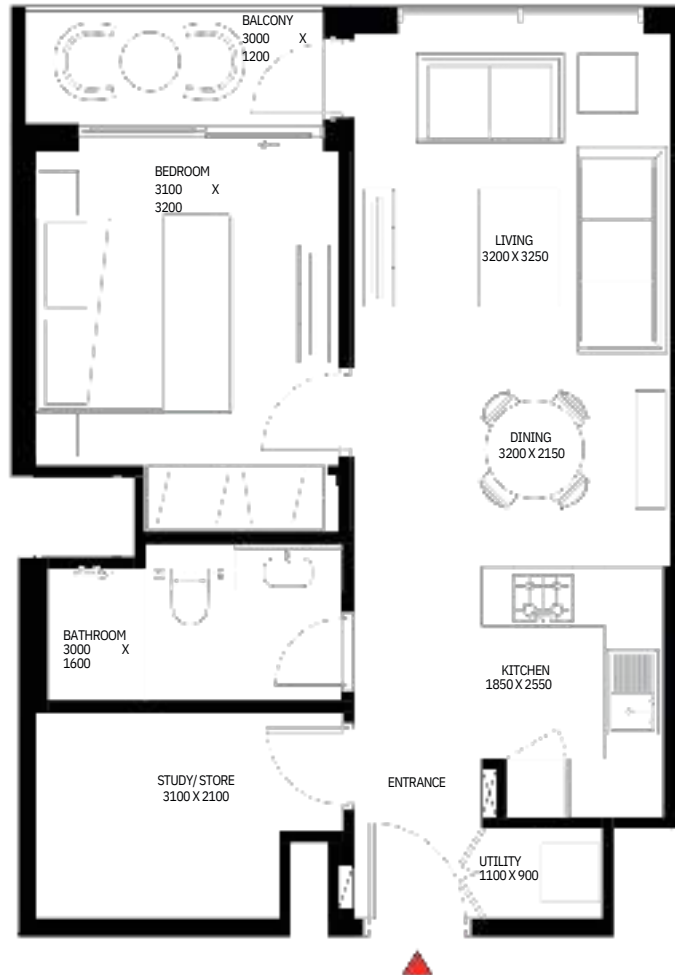 BALCONY
3000 X
1200
BEDROOM
3100 X
3200
LIVING
3200 X 3250
DINING
3200 X 2150
KITCHEN
1850 X 2550
BATHROOM
3000 X
1600
STUDY/ STORE
3100 X 2100
ENTRANCE
UTILITY
1100 X 900